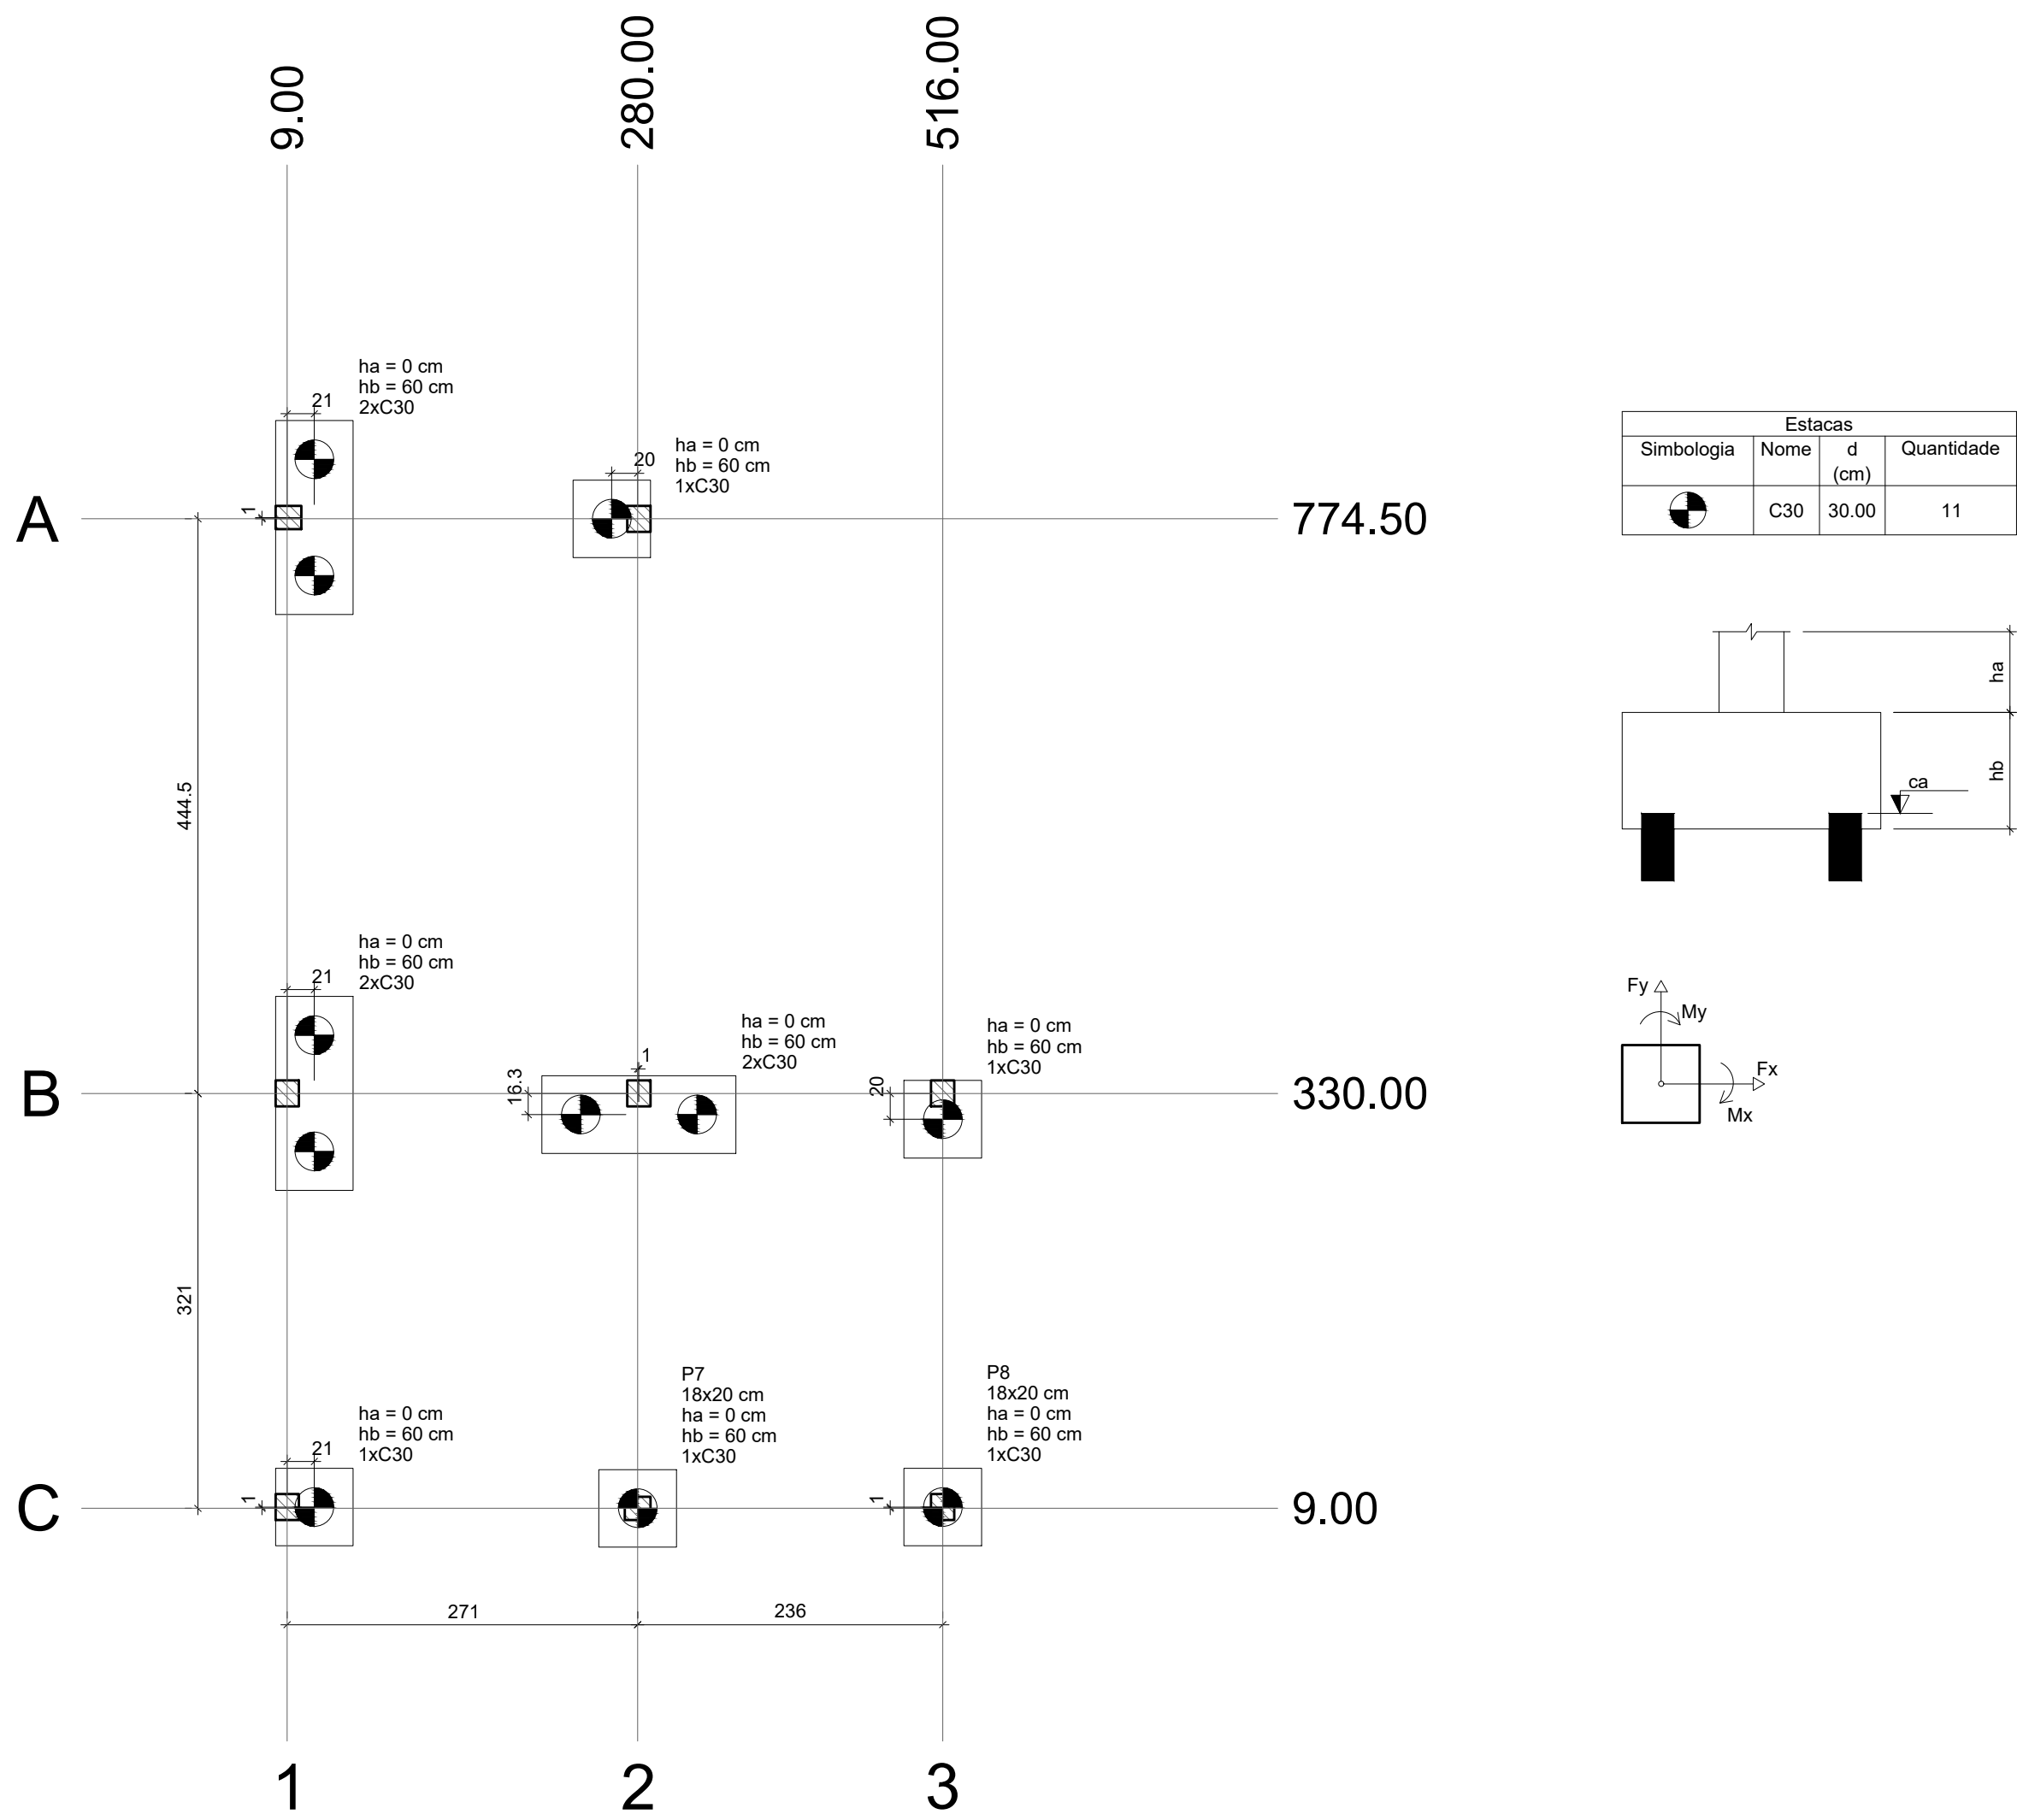 9.00
280.00
516.00
ha = 0 cm
hb = 60 cm
2xC30
21
ha = 0 cm
hb = 60 cm
1xC30
20
A
1
774.50
Estacas
Simbologia Nome d (cm) Quantidade
C30 30.00 11
ha
hb
ca
444.5
ha = 0 cm
hb = 60 cm
2xC30
21
ha = 0 cm
hb = 60 cm
2xC30
1
16.3
ha = 0 cm
hb = 60 cm
1xC30
20
B
330.00
Fy
My
Fx
Mx
321
ha = 0 cm
hb = 60 cm
1xC30
21
1
P7
18x20 cm
ha = 0 cm
hb = 60 cm
1xC30
P8
18x20 cm
ha = 0 cm
hb = 60 cm
1xC30
1
C
9.00
271
236
1
2
3